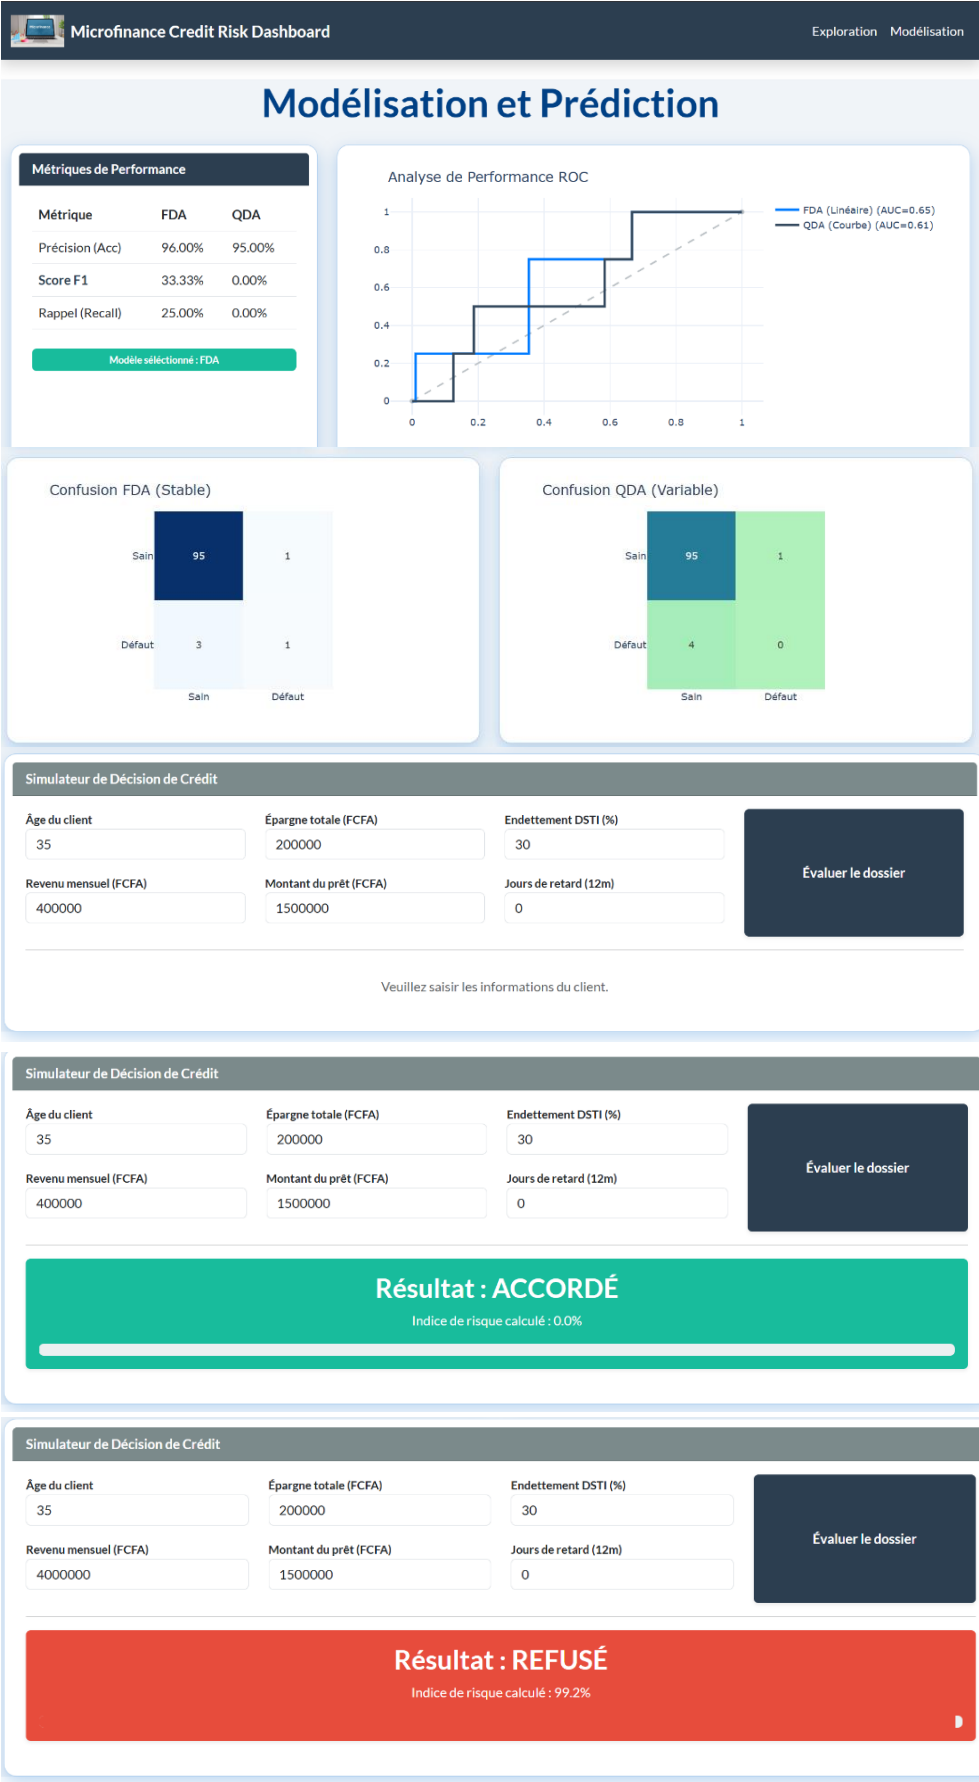 Microfinance Credit Risk Dashboard
Exploration Modélisation
Modélisation et Prédiction
Métriques de Performance
Métrique FDA QDA
Précision (Acc) 96.00% 95.00%
Score F1 33.33% 0.00%
Rappel (Recall) 25.00% 0.00%
Modèle séléctionné : FDA
Analyse de Performance ROC
1
0.8
0.6
0.4
0.2
0
0 0.2 0.4 0.6 0.8 1
FDA (Linéaire) (AUC=0.65)
QDA (Courbe) (AUC=0.61)
Confusion FDA (Stable)
Sain 95 1
Défaut 3 1
Sain Défaut
Confusion QDA (Variable)
Sain 95 1
Défaut 4 0
Sain Défaut
Simulateur de Décision de Crédit
Âge du client Épargne totale (FCFA) Endettement DSTI (%)
35 200000 30
Évaluer le dossier
Revenu mensuel (FCFA) Montant du prêt (FCFA) Jours de retard (12m)
400000 1500000 0
Veuillez saisir les informations du client.
Simulateur de Décision de Crédit
Âge du client Épargne totale (FCFA) Endettement DSTI (%)
35 200000 30
Évaluer le dossier
Revenu mensuel (FCFA) Montant du prêt (FCFA) Jours de retard (12m)
400000 1500000 0
Résultat : ACCORDÉ
Indice de risque calculé : 0.0%
Simulateur de Décision de Crédit
Âge du client Épargne totale (FCFA) Endettement DSTI (%)
35 200000 30
Évaluer le dossier
Revenu mensuel (FCFA) Montant du prêt (FCFA) Jours de retard (12m)
4000000 1500000 0
Résultat : REFUSÉ
Indice de risque calculé : 99.2%